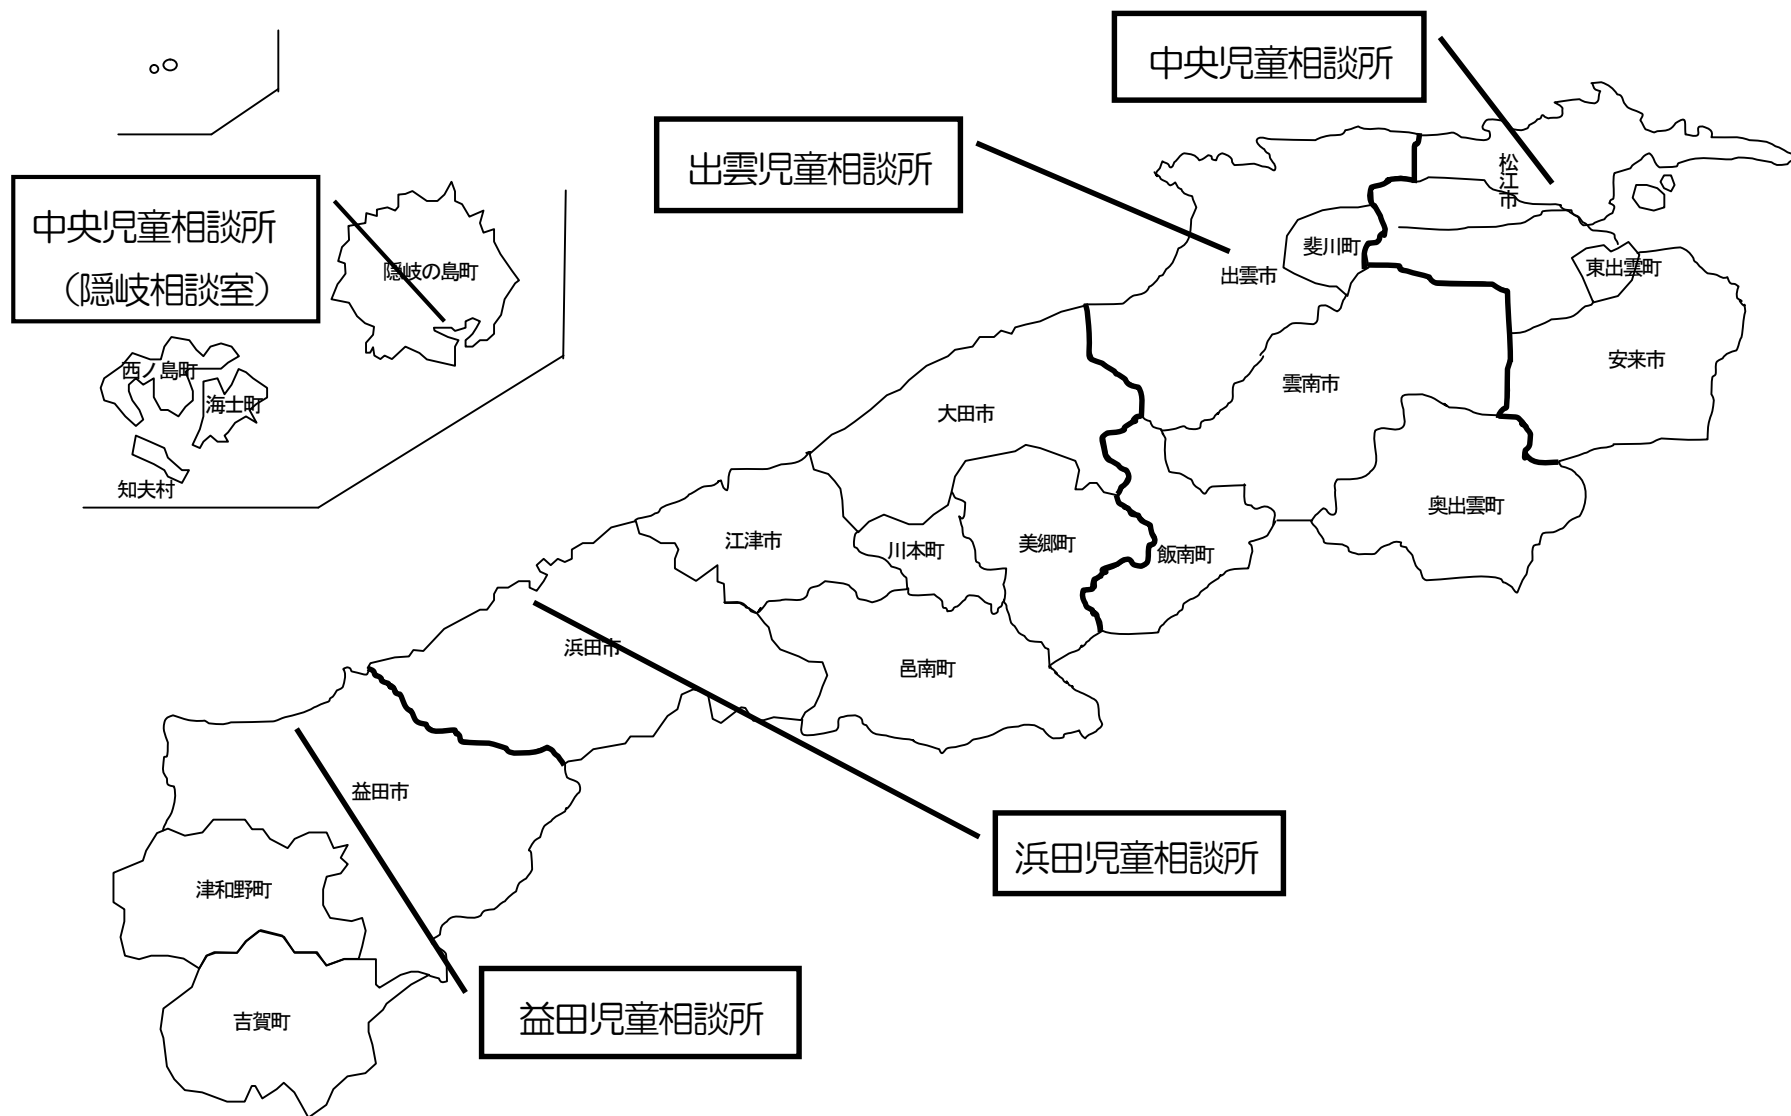 中央児童相談所
出雲児童相談所
松江市
中央児童相談所
（隠岐相談室）
隠岐の島町
斐川町
東出雲町
出雲市
西ノ島町
海士町
知夫村
安来市
雲南市
大田市
奥出雲町
江津市
川本町
美郷町
飯南町
浜田市
邑南町
益田市
浜田児童相談所
津和野町
益田児童相談所
吉賀町